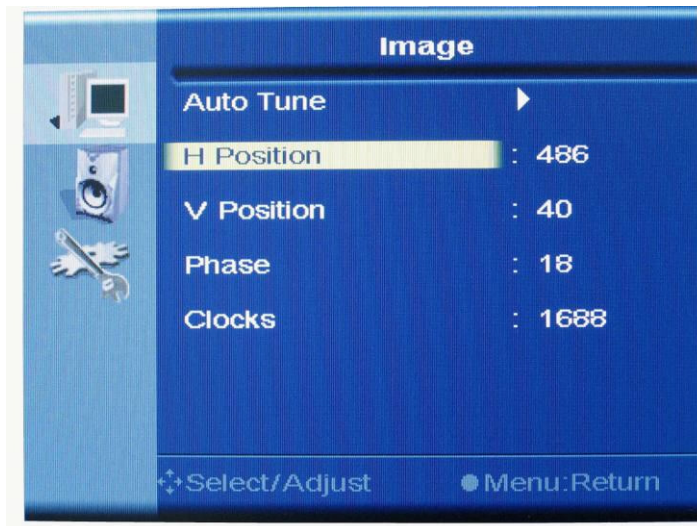 Image
Auto Tune
H Position : 486
V Position : 40
Phase : 18
Clocks : 1688
Select/Adjust Menu:Return